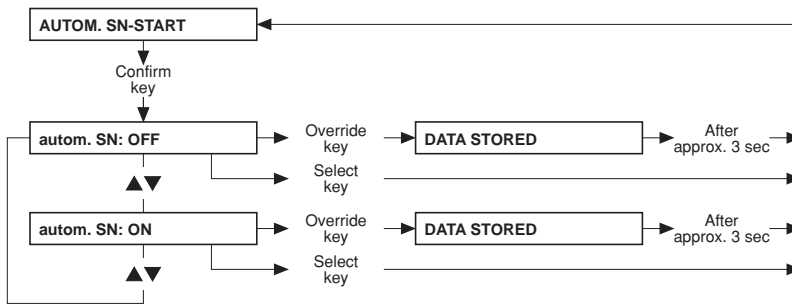 AUTOM. SN-START
Confirm
key
autom. SN: OFF
Override
key
DATA STORED
After
approx. 3 sec
Select
key
autom. SN: ON
Override
key
DATA STORED
After
approx. 3 sec
Select
key